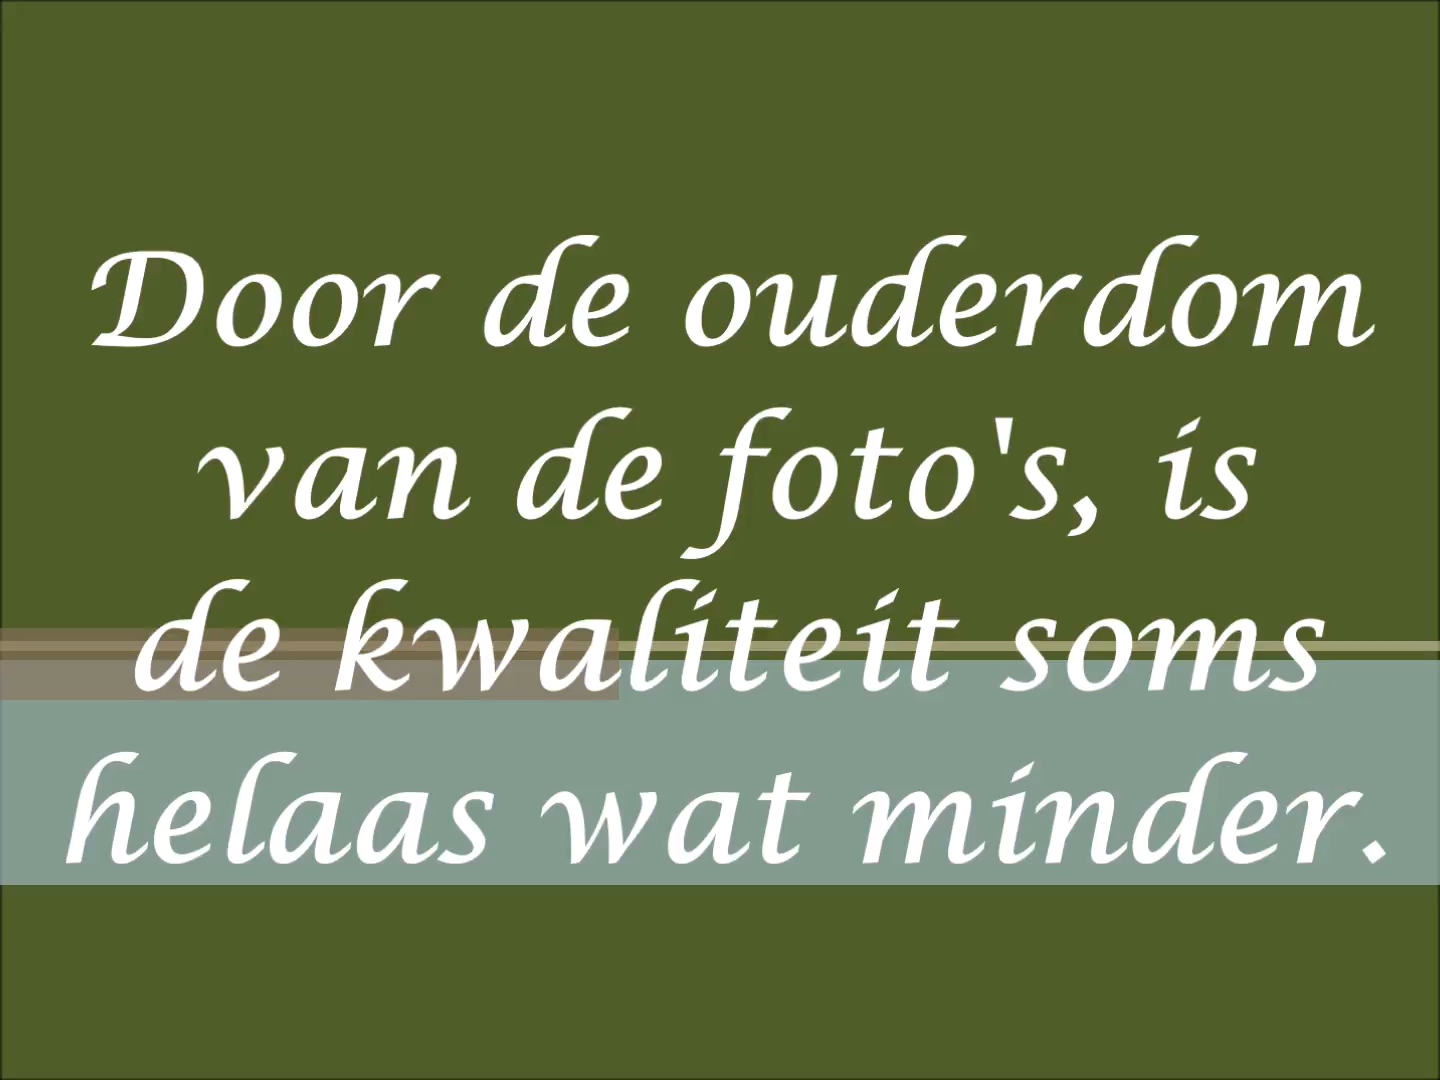 Door de ouderdom
van de foto's, is
de kwaliteit soms
helaas wat minder.